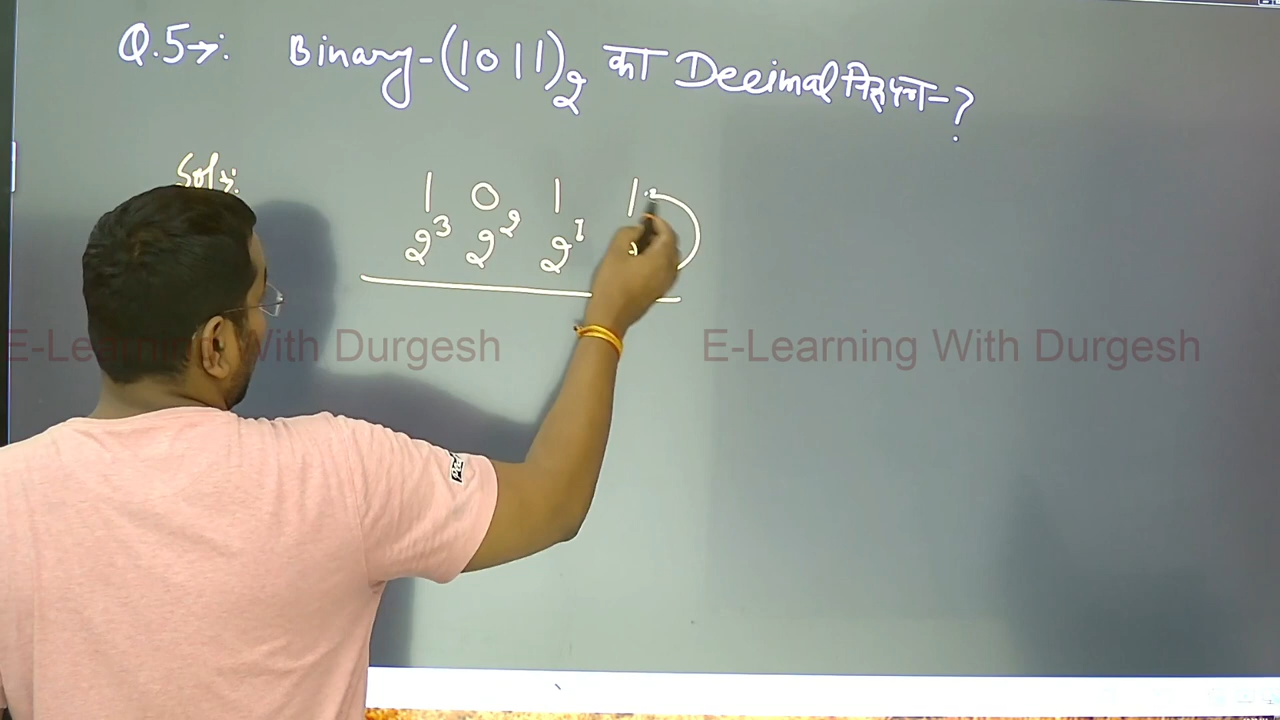 Q.5→: Binary-(1011)₂ का Decimal निरूपण-?
Sol→:
1 0 1 1
2³ 2² 2¹
E-Learning With Durgesh E-Learning With Durgesh